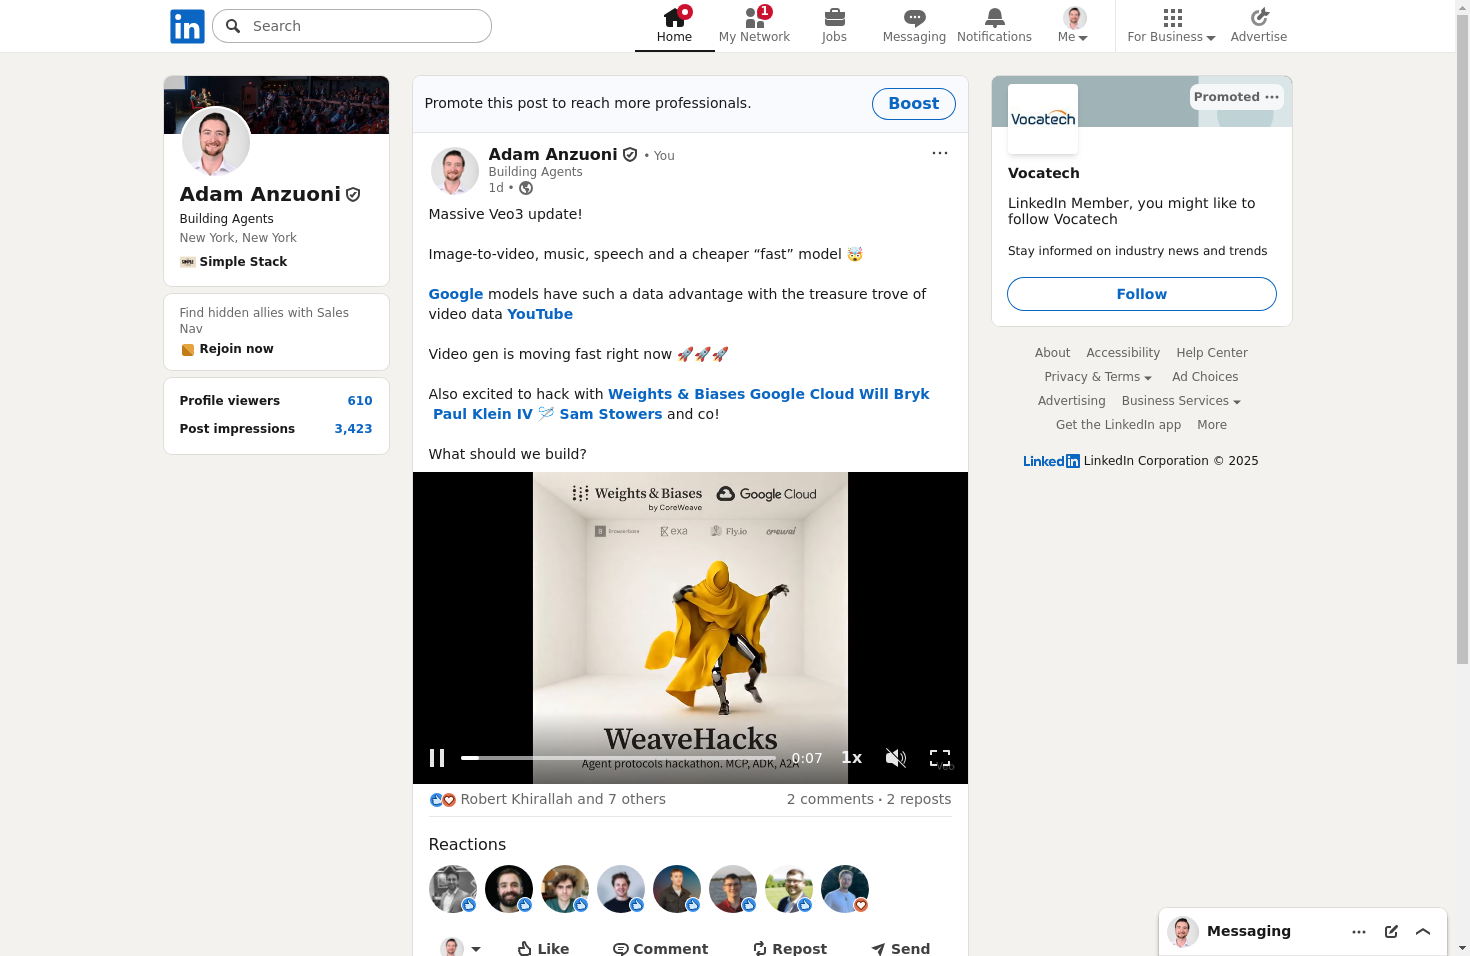 in
Search
Home
1
My Network
Jobs
Messaging
Notifications
Me
For Business
Advertise
Adam Anzuoni
Building Agents
New York, New York
Simple Stack
Find hidden allies with Sales
Nav
Rejoin now
Profile viewers 610
Post impressions 3,423
Promote this post to reach more professionals.
Boost
Adam Anzuoni • You
Building Agents
1d •
Massive Veo3 update!
Image-to-video, music, speech and a cheaper “fast” model 🤯
Google models have such a data advantage with the treasure trove of
video data YouTube
Video gen is moving fast right now 🚀🚀🚀
Also excited to hack with Weights & Biases Google Cloud Will Bryk
Paul Klein IV 🪡 Sam Stowers and co!
What should we build?
Weights & Biases
by CoreWeave
Google Cloud
Browserbase
exa
Fly.io
crewai
WeaveHacks
Agent protocols hackathon. MCP, ADK, A2A
0:07
1x
Veo
Robert Khirallah and 7 others
2 comments • 2 reposts
Reactions
Like
Comment
Repost
Send
Promoted
Vocatech
Vocatech
LinkedIn Member, you might like to
follow Vocatech
Stay informed on industry news and trends
Follow
About Accessibility Help Center
Privacy & Terms Ad Choices
Advertising Business Services
Get the LinkedIn app More
LinkedIn LinkedIn Corporation © 2025
Messaging